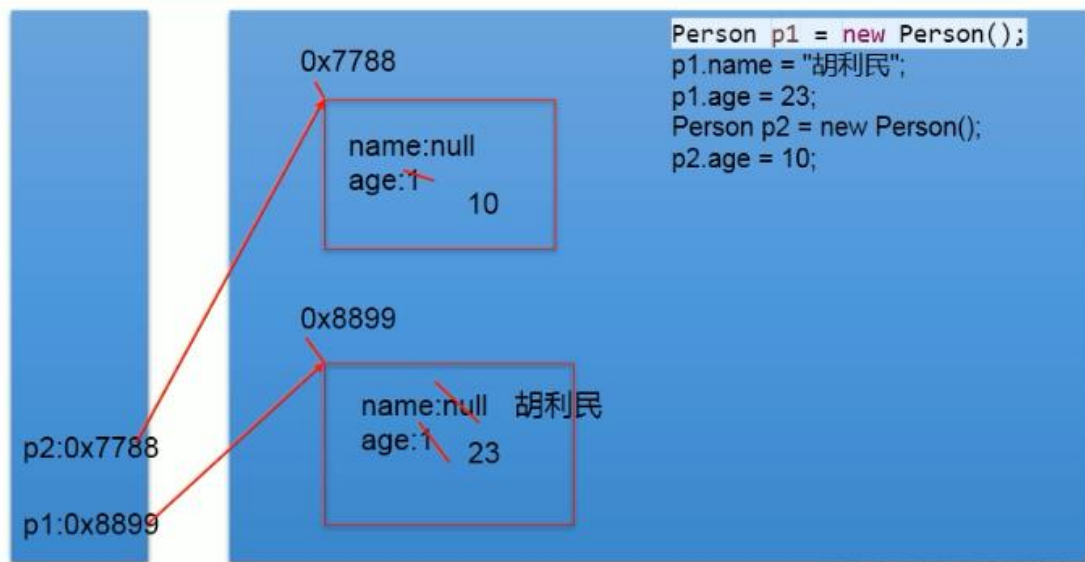 Person p1 = new Person();
p1.name = "胡利民";
p1.age = 23;
Person p2 = new Person();
p2.age = 10;
0x7788
name:null
age:1
10
0x8899
name:null 胡利民
age:1 23
p2:0x7788
p1:0x8899